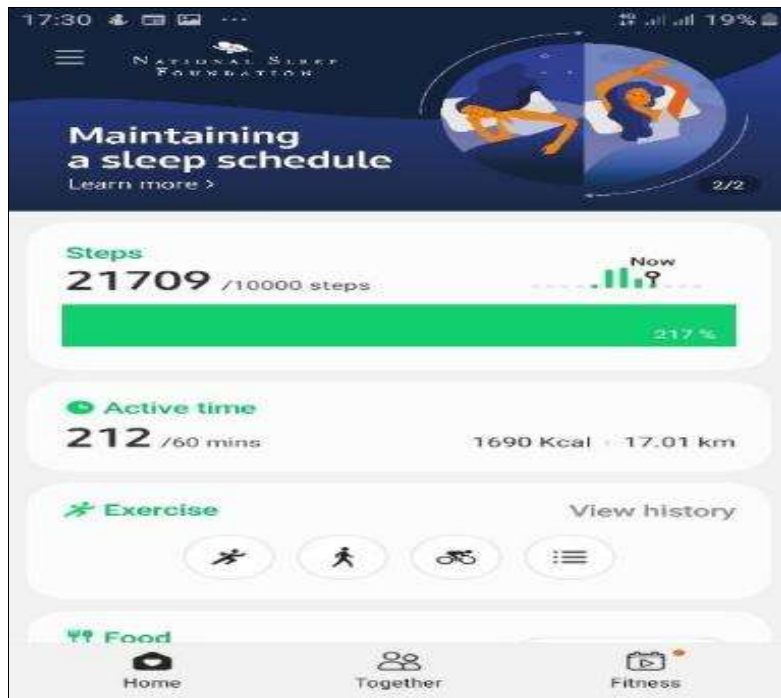 17:30 19%
NATIONAL SLEEP
FOUNDATION
Maintaining
a sleep schedule
Learn more >
2/2
Steps
21709 /10000 steps
Now
217 %
Active time
212 /60 mins 1690 Kcal · 17.01 km
Exercise View history
Food
Home Together Fitness